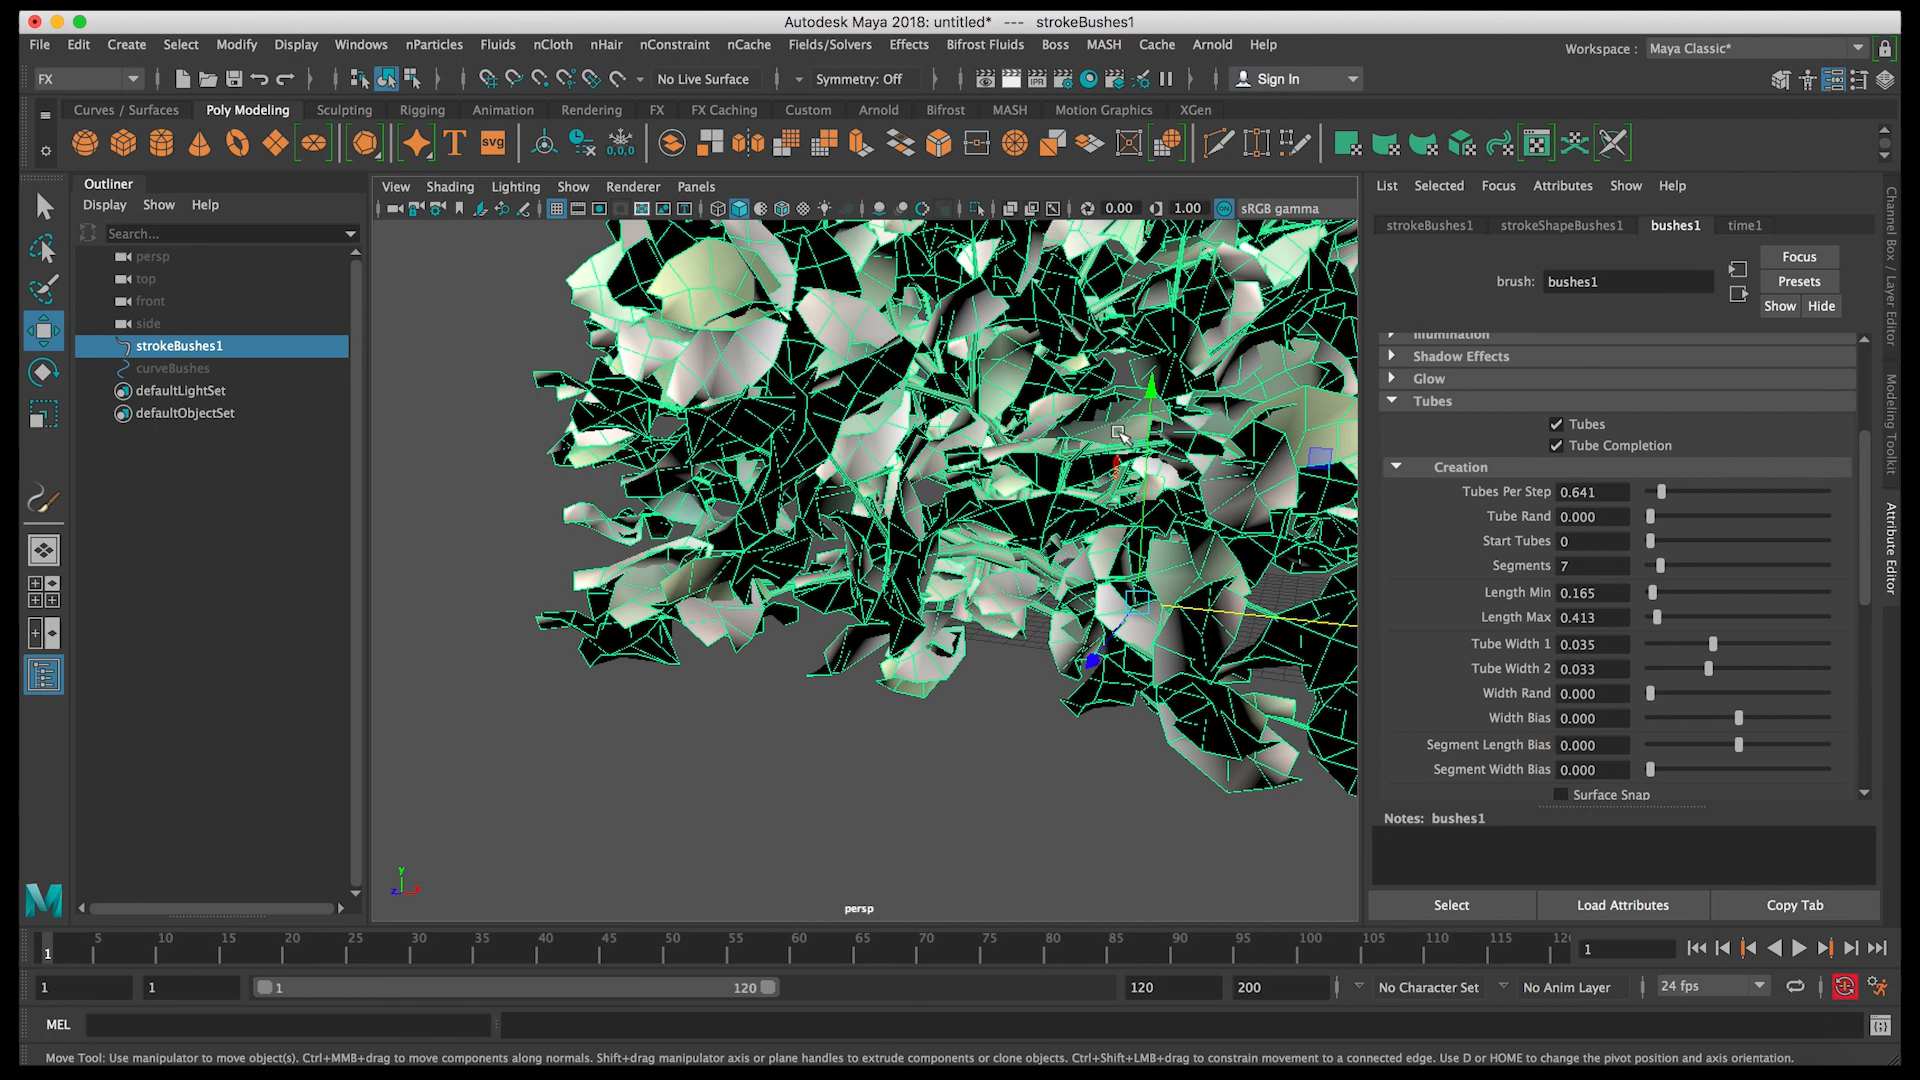 Autodesk Maya 2018: untitled*   ---   strokeBushes1
File Edit Create Select Modify Display Windows nParticles Fluids nCloth nHair nConstraint nCache Fields/Solvers Effects Bifrost Fluids Boss MASH Cache Arnold Help
Workspace : Maya Classic*
FX No Live Surface Symmetry: Off IPR Sign In
Curves / Surfaces Poly Modeling Sculpting Rigging Animation Rendering FX FX Caching Custom Arnold Bifrost MASH Motion Graphics XGen
T svg 0,0,0
Outliner
Display Show Help
Search...
persp
top
front
side
strokeBushes1
curveBushes
defaultLightSet
defaultObjectSet
View Shading Lighting Show Renderer Panels
0.00 1.00 ON sRGB gamma
Y
Z
X
persp
List Selected Focus Attributes Show Help
strokeBushes1 strokeShapeBushes1 bushes1 time1
Focus
brush: bushes1 Presets
Show Hide
Illumination
Shadow Effects
Glow
Tubes
Tubes
Tube Completion
Creation
Tubes Per Step 0.641
Tube Rand 0.000
Start Tubes 0
Segments 7
Length Min 0.165
Length Max 0.413
Tube Width 1 0.035
Tube Width 2 0.033
Width Rand 0.000
Width Bias 0.000
Segment Length Bias 0.000
Segment Width Bias 0.000
Surface Snap
Notes: bushes1
Select Load Attributes Copy Tab
Channel Box / Layer Editor
Modeling Toolkit
Attribute Editor
M
1 5 10 15 20 25 30 35 40 45 50 55 60 65 70 75 80 85 90 95 100 105 110 115 12 1
1 1 1 120 120 200 No Character Set No Anim Layer 24 fps
MEL
Move Tool: Use manipulator to move object(s). Ctrl+MMB+drag to move components along normals. Shift+drag manipulator axis or plane handles to extrude components or clone objects. Ctrl+Shift+LMB+drag to constrain movement to a connected edge. Use D or HOME to change the pivot position and axis orientation.